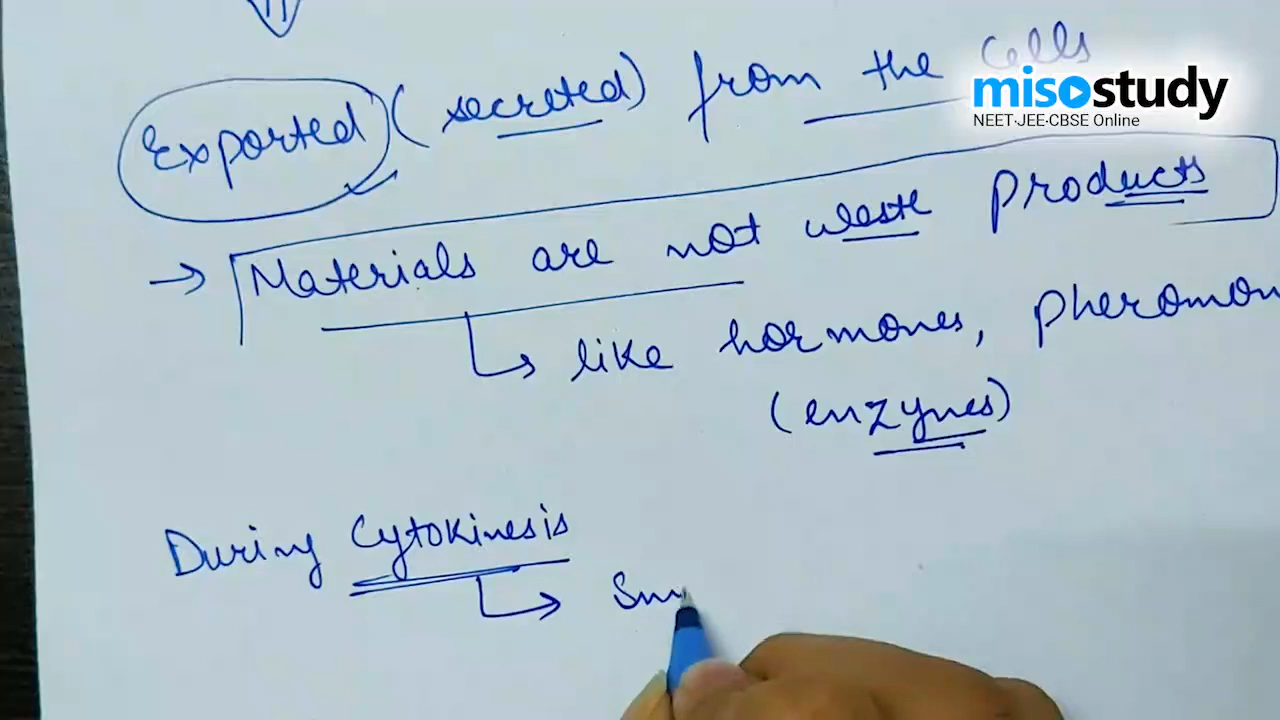 Exported (secreted) from the cells
→ Materials are not waste products
like hormones, pheromon
(enzymes)
During cytokinesis
misostudy
NEET·JEE·CBSE Online